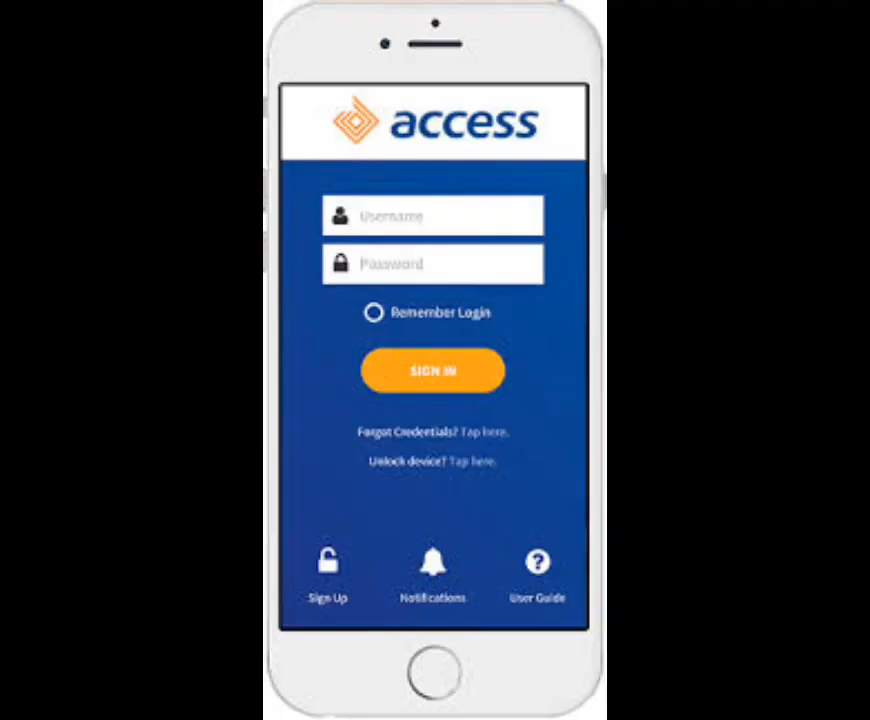 access
Username
Password
Remember Login
SIGN IN
Forgot Credentials? Tap here.
Unlock device? Tap here.
Sign Up
Notifications
User Guide